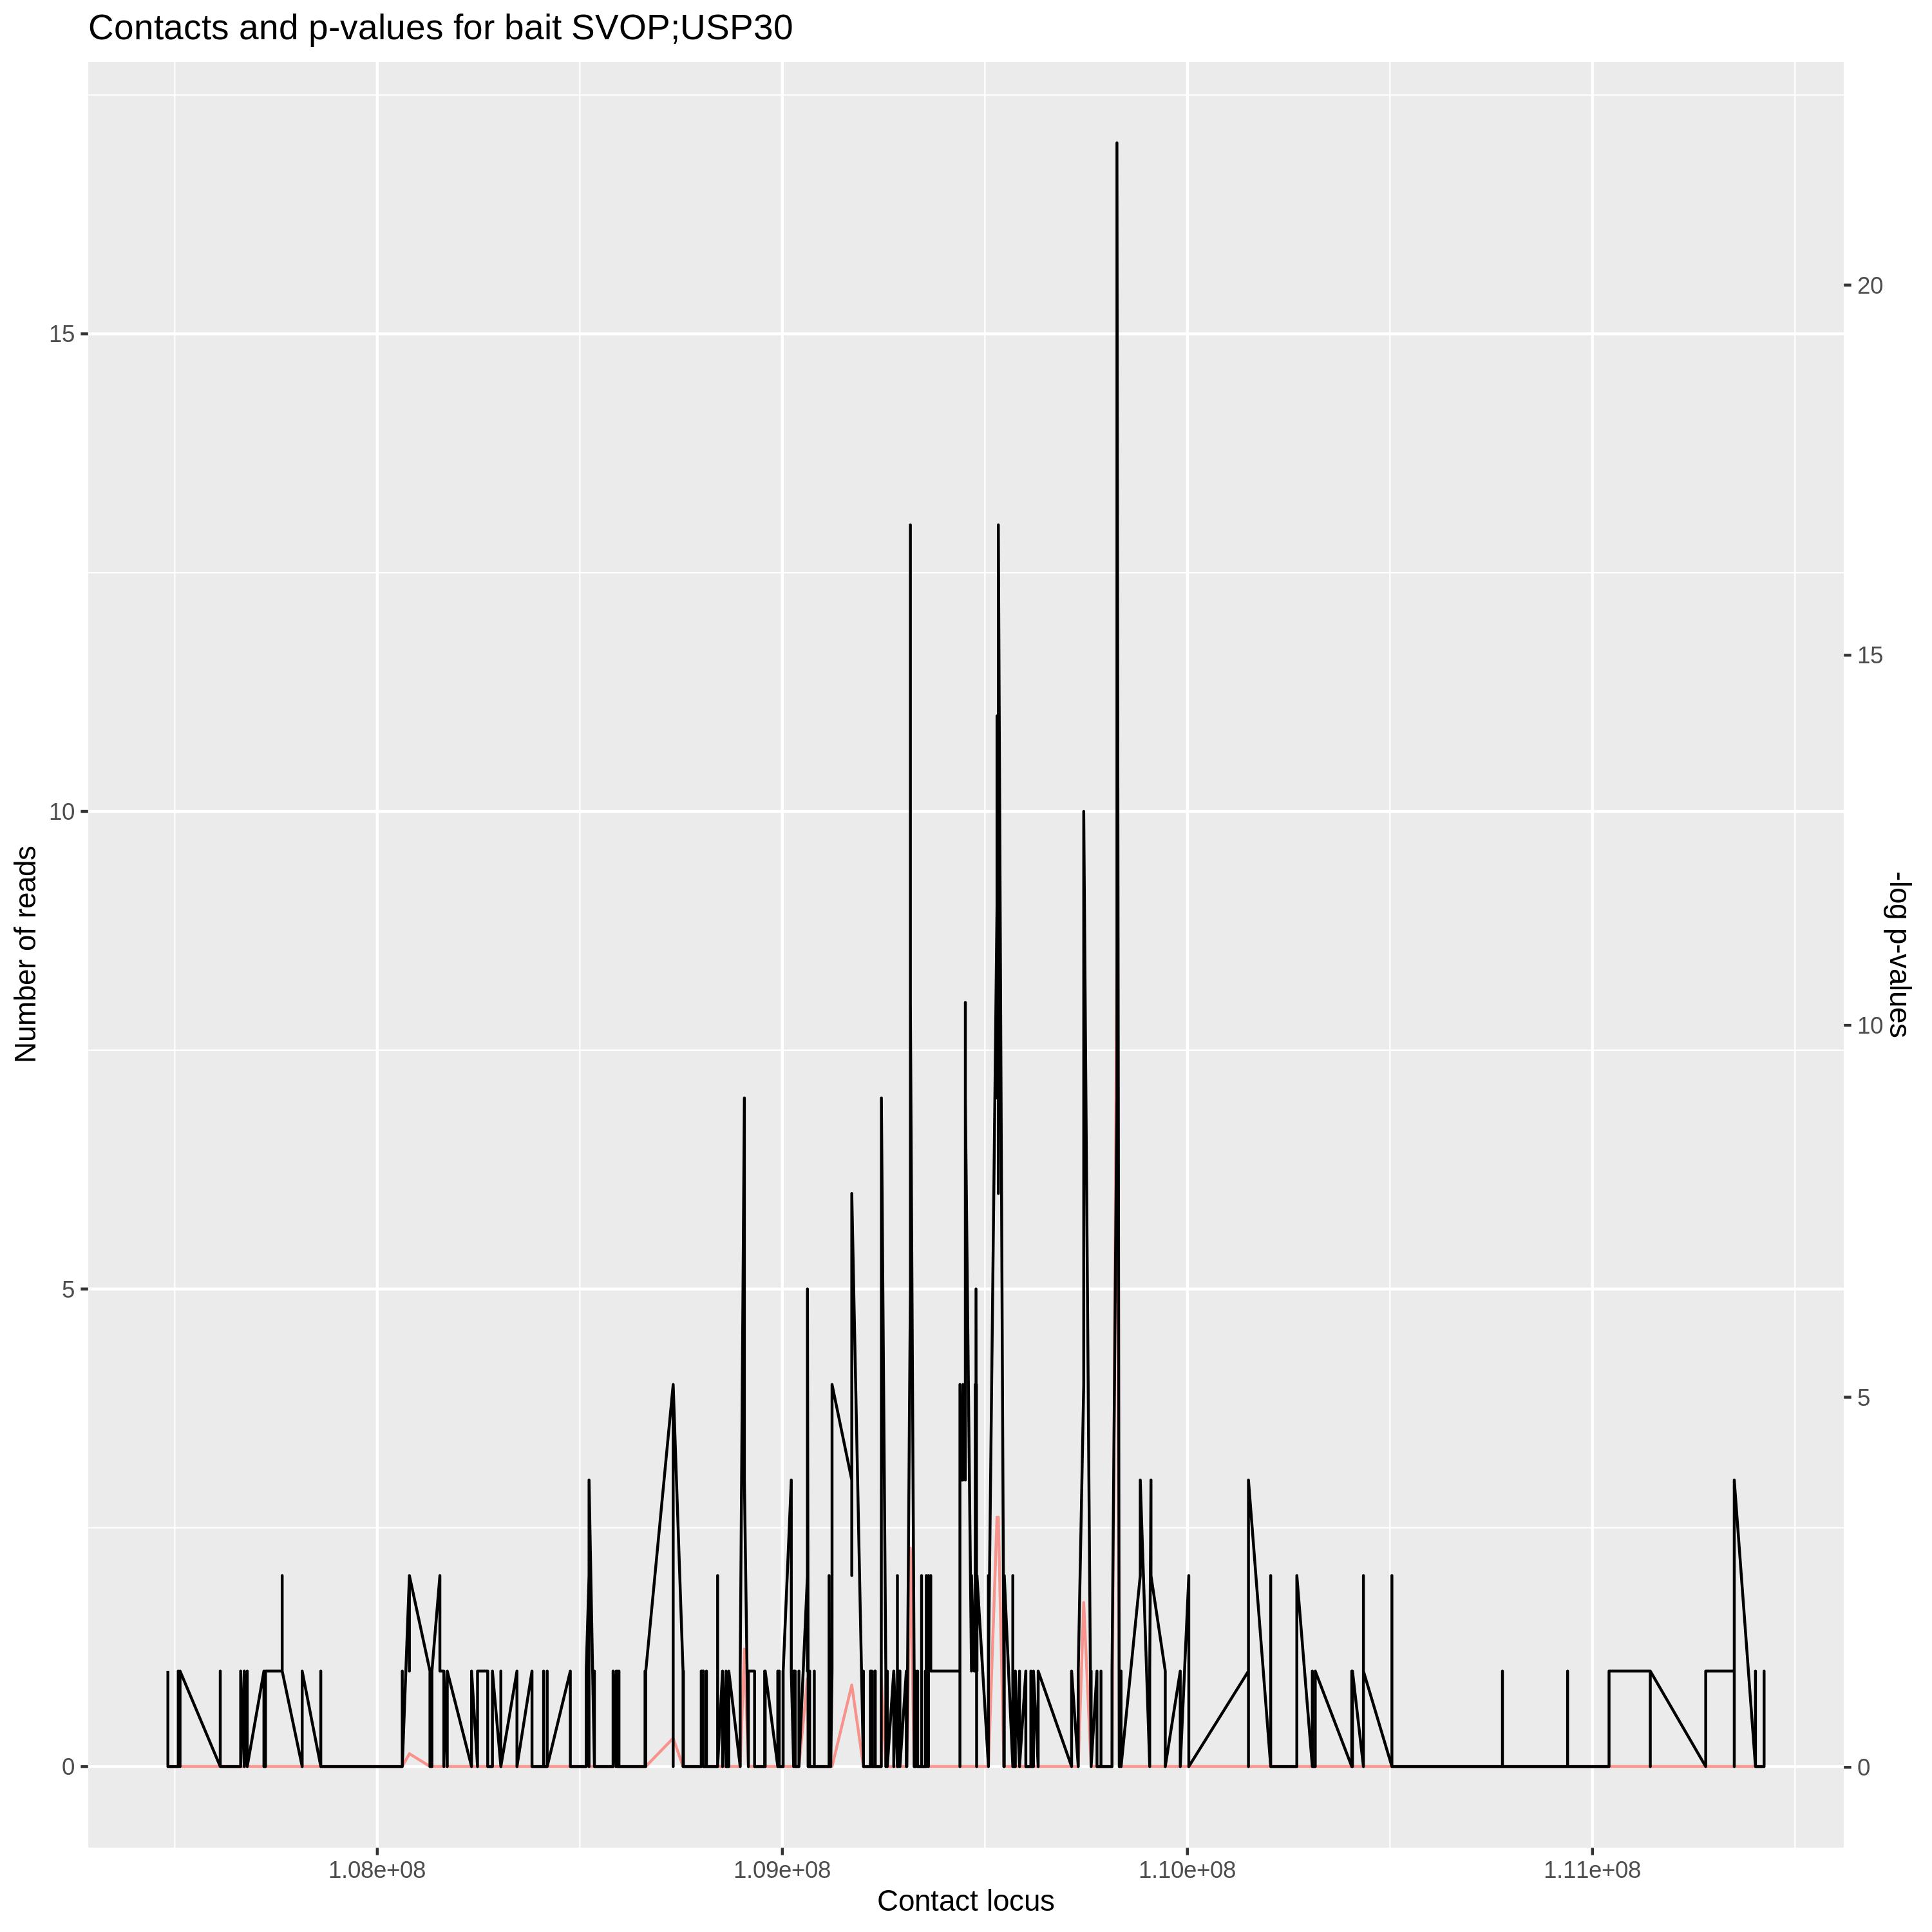 Contacts and p-values for bait SVOP;USP30
15
10
5
0
Number of reads
20
15
10
5
0
-log p-values
1.08e+08 1.09e+08 1.10e+08 1.11e+08
Contact locus